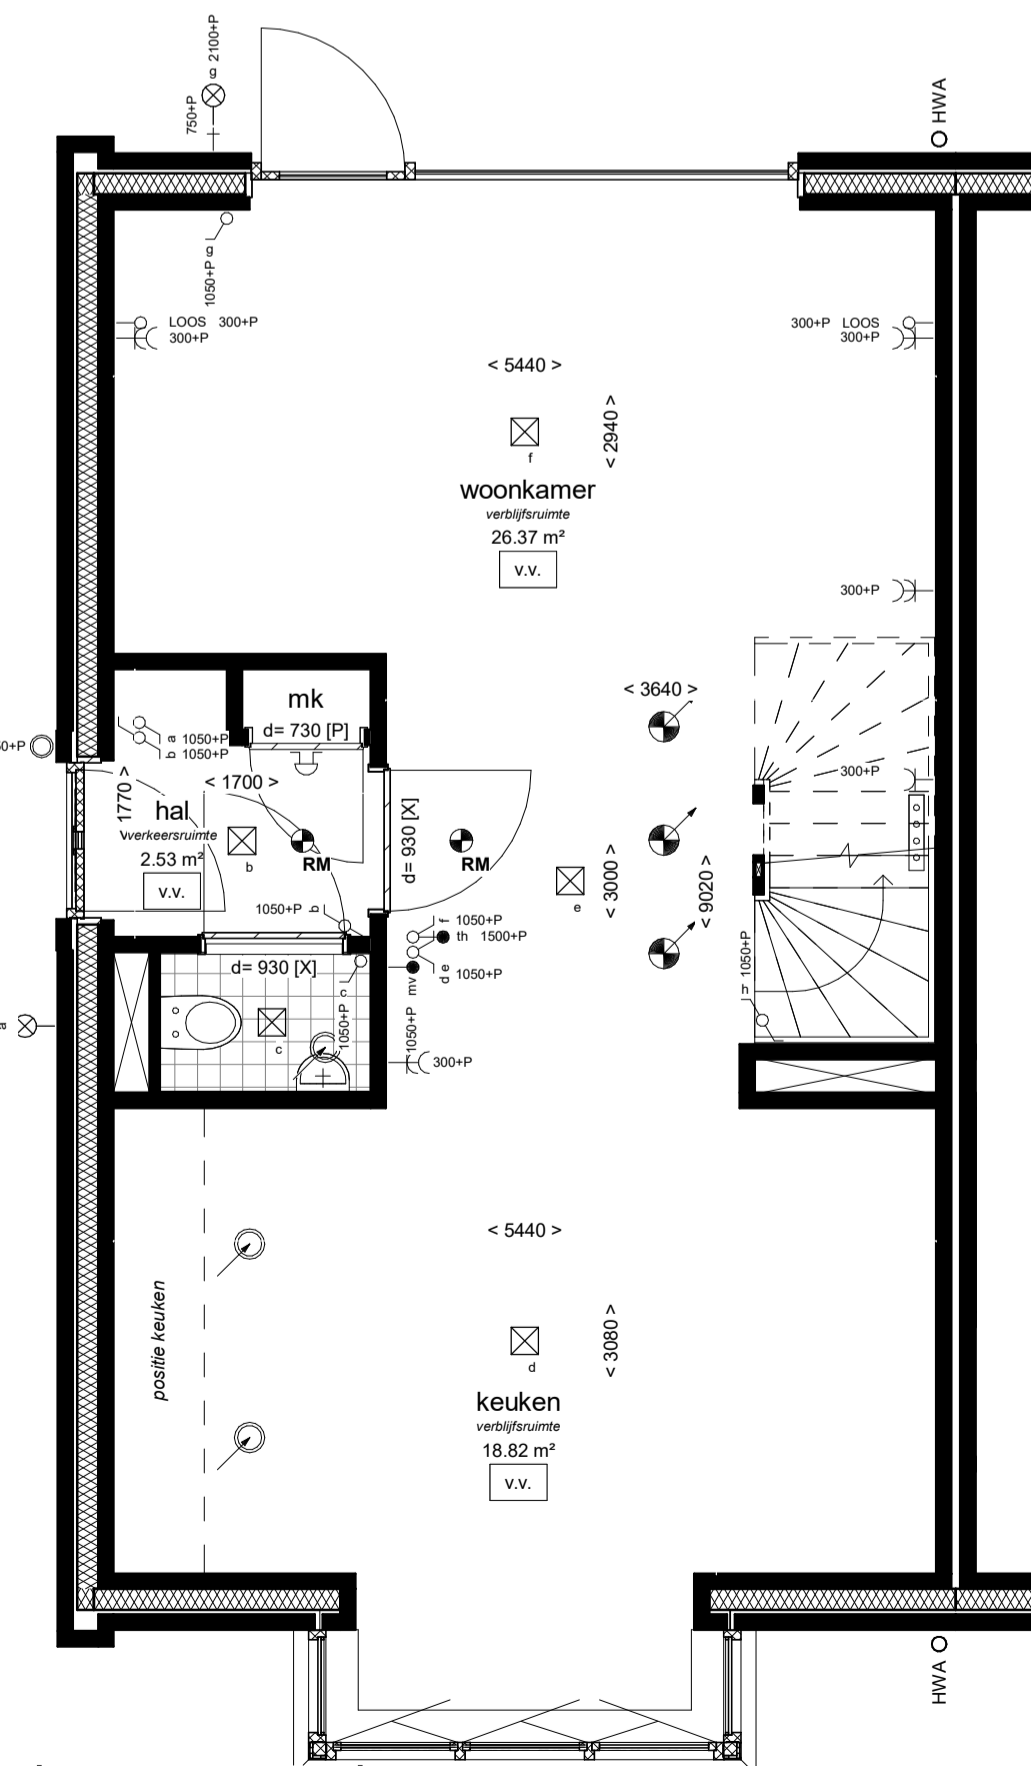 g 2100+P
750+P
HWA
1050+P g
LOOS 300+P
300+P
300+P LOOS
300+P
< 5440 >
< 2940 >
f
woonkamer
verblijfsruimte
26.37 m²
v.v.
300+P
mk
d= 730 [P]
< 3640 >
a 1050+P
b 1050+P
0+P
< 1700 >
1770 >
hal
verkeersruimte
2.53 m²
v.v.
b
RM
d= 930 [X]
RM
300+P
e
< 3000 >
< 9020 >
1050+P b
f 1050+P
th 1500+P
d e 1050+P
mv
1050+P
d= 930 [X]
c
1050+P
c
300+P
h 1050+P
a
< 5440 >
positie keuken
< 3080 >
d
keuken
verblijfsruimte
18.82 m²
v.v.
HWA